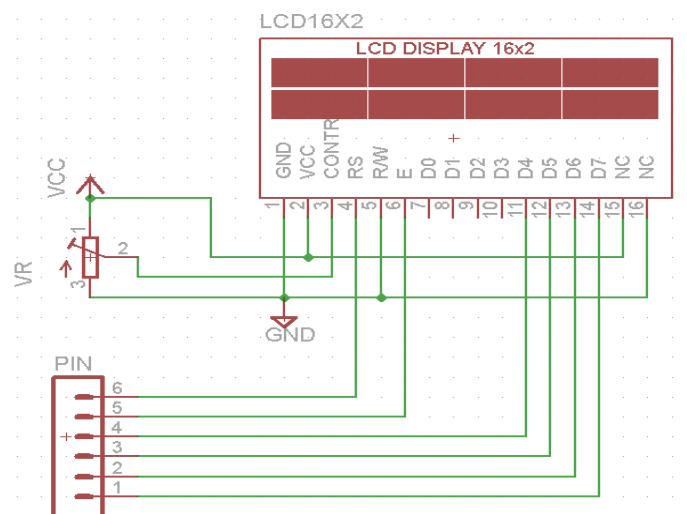 LCD16X2
LCD DISPLAY 16x2
GND VCC CONTR RS R/W E D0 D1 D2 D3 D4 D5 D6 D7 NC NC
1 2 3 4 5 6 7 8 9 10 11 12 13 14 15 16
VCC
1
2
VR
3
GND
PIN
6
5
4
3
2
1